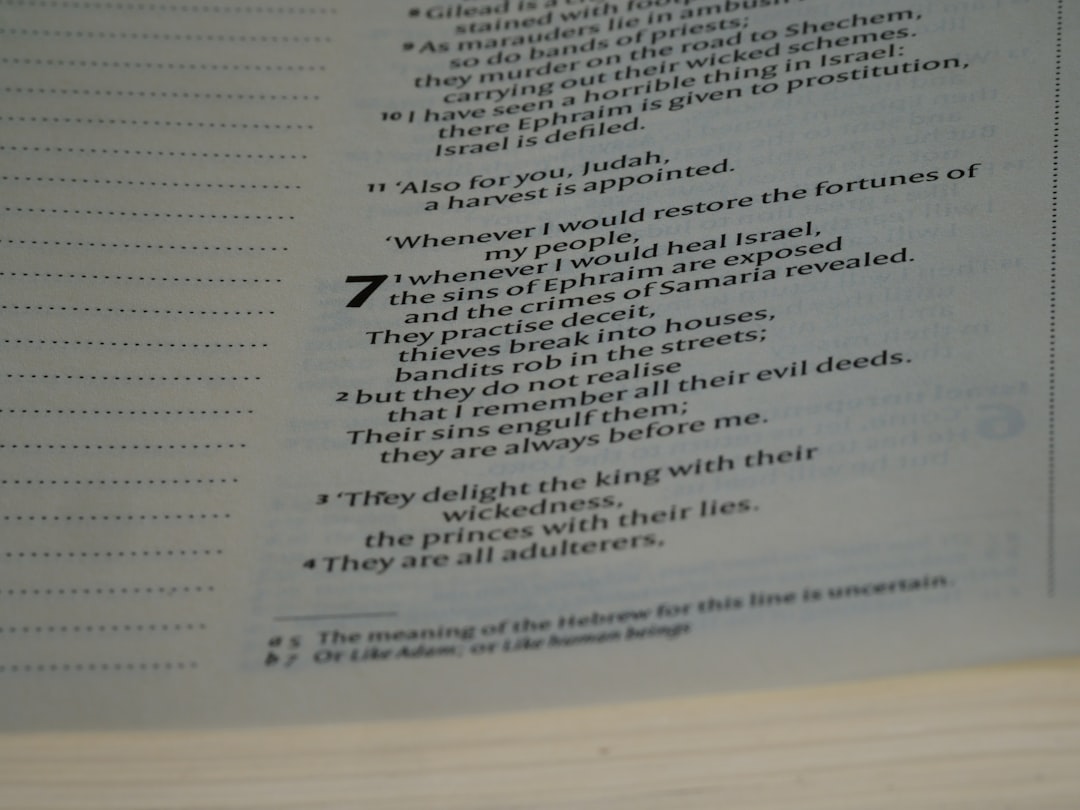 8 Gilead is a
stained with
9 As marauders lie in ambush
so do bands of priests;
they murder on the road to Shechem,
carrying out their wicked schemes.
10 I have seen a horrible thing in Israel:
there Ephraim is given to prostitution,
Israel is defiled.
11 ‘Also for you, Judah,
a harvest is appointed.
‘Whenever I would restore the fortunes of
my people,
7 1 whenever I would heal Israel,
the sins of Ephraim are exposed
and the crimes of Samaria revealed.
They practise deceit,
thieves break into houses,
bandits rob in the streets;
2 but they do not realise
that I remember all their evil deeds.
Their sins engulf them;
they are always before me.
3 ‘They delight the king with their
wickedness,
the princes with their lies.
4 They are all adulterers,
a 5 The meaning of the Hebrew for this line is uncertain.
b 7 Or Like Adam; or Like human beings